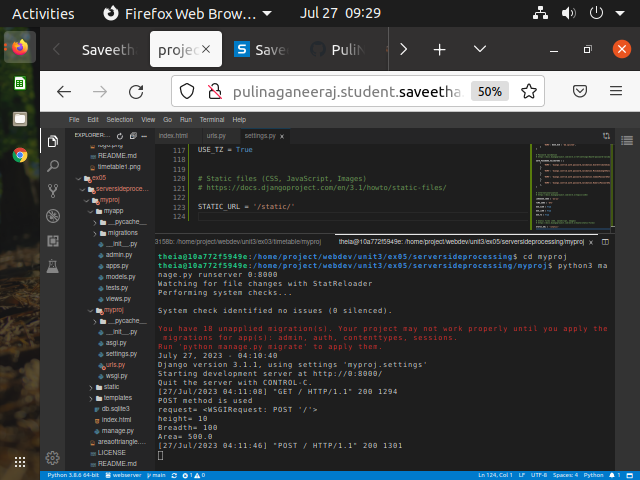 Activities
Firefox Web Brow...
Jul 27 09:29
Saveetha
projec
Save
PuliN
pulinaganeeraj.student.saveetha.
50%
File Edit Selection View Go Run Terminal Help
EXPLORER:
README.md
timetable1.png
ex05
serversideproce...
myproj
myapp
__pycache__
migrations
__init__.py
admin.py
apps.py
models.py
tests.py
views.py
myproj
__pycache__
__init__.py
asgi.py
settings.py
urls.py
wsgi.py
static
templates
db.sqlite3
index.html
manage.py
areaoftriangle....
LICENSE
README.md
index.html urls.py settings.py
117 USE_TZ = True
118
119
120 # Static files (CSS, JavaScript, Images)
121 # https://docs.djangoproject.com/en/3.1/howto/static-files/
122
123 STATIC_URL = '/static/'
124
3158b: /home/project/webdev/unit3/ex03/timetable/myproj
theia@10a772f5949e: /home/project/webdev/unit3/ex05/serversideprocessing/myproj
theia@10a772f5949e:/home/project/webdev/unit3/ex05/serversideprocessing$ cd myproj
theia@10a772f5949e:/home/project/webdev/unit3/ex05/serversideprocessing/myproj$ python3 ma
nage.py runserver 0:8000
Watching for file changes with StatReloader
Performing system checks...
System check identified no issues (0 silenced).
You have 18 unapplied migration(s). Your project may not work properly until you apply the
migrations for app(s): admin, auth, contenttypes, sessions.
Run 'python manage.py migrate' to apply them.
July 27, 2023 - 04:10:40
Django version 3.1.1, using settings 'myproj.settings'
Starting development server at http://0:8000/
Quit the server with CONTROL-C.
[27/Jul/2023 04:11:08] "GET / HTTP/1.1" 200 1294
POST method is used
request= <WSGIRequest: POST '/'>
height= 10
Breadth= 100
Area= 500.0
[27/Jul/2023 04:11:46] "POST / HTTP/1.1" 200 1301
Python 3.8.6 64-bit webserver main 1 0 Ln 124, Col 1 LF UTF-8 Spaces: 4 Python 1